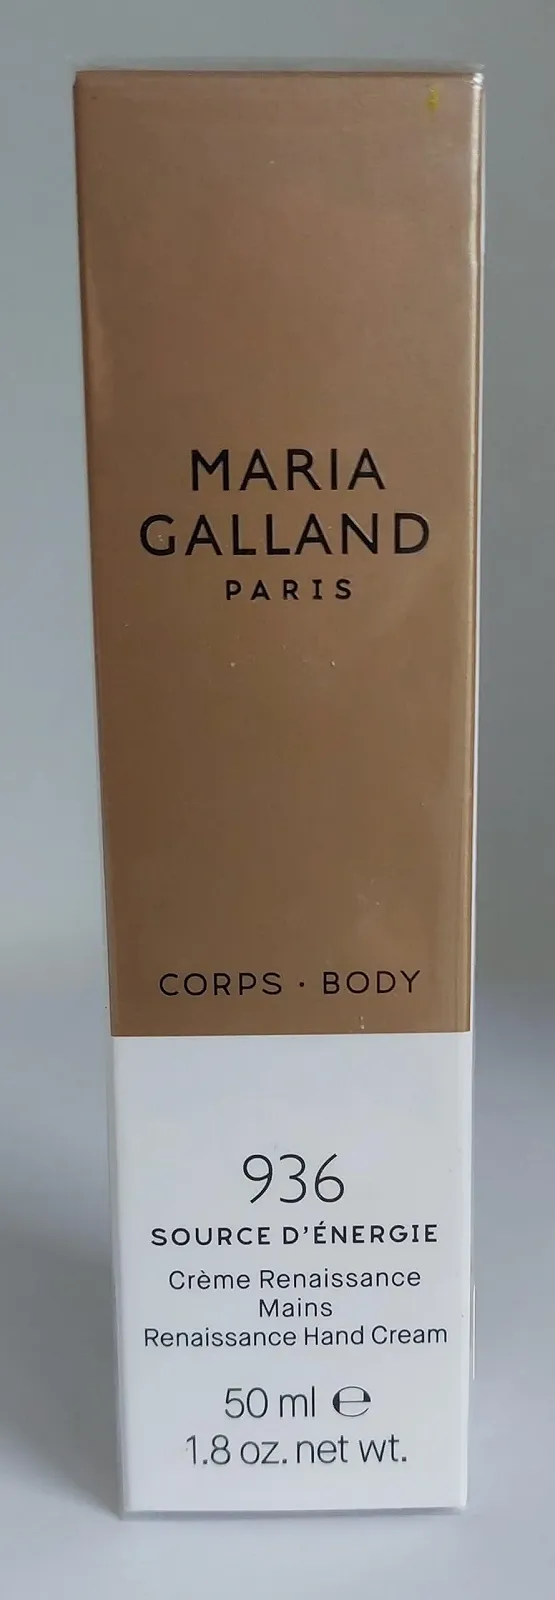 MARIA
GALLAND
PARIS
CORPS · BODY
936
SOURCE D'ÉNERGIE
Crème Renaissance
Mains
Renaissance Hand Cream
50 ml ℮
1.8 oz. net wt.